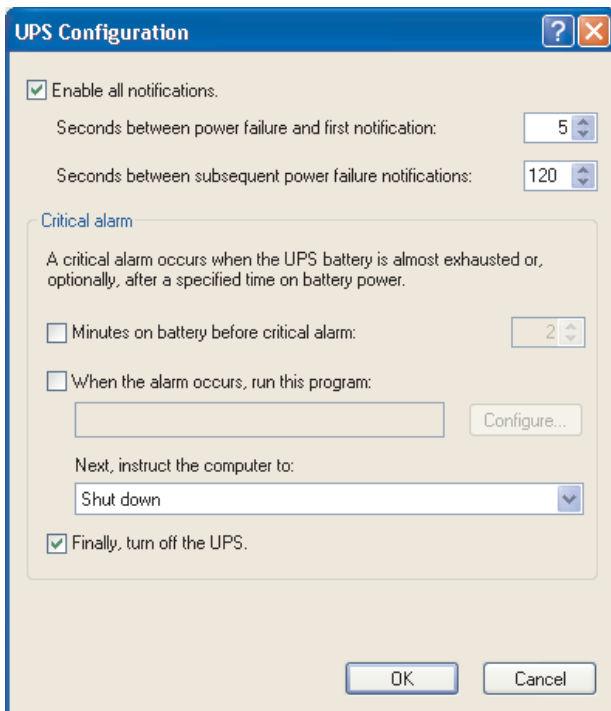 UPS Configuration
Enable all notifications.
Seconds between power failure and first notification: 5
Seconds between subsequent power failure notifications: 120
Critical alarm
A critical alarm occurs when the UPS battery is almost exhausted or,
optionally, after a specified time on battery power.
Minutes on battery before critical alarm: 2
When the alarm occurs, run this program:
Configure...
Next, instruct the computer to:
Shut down
Finally, turn off the UPS.
OK Cancel